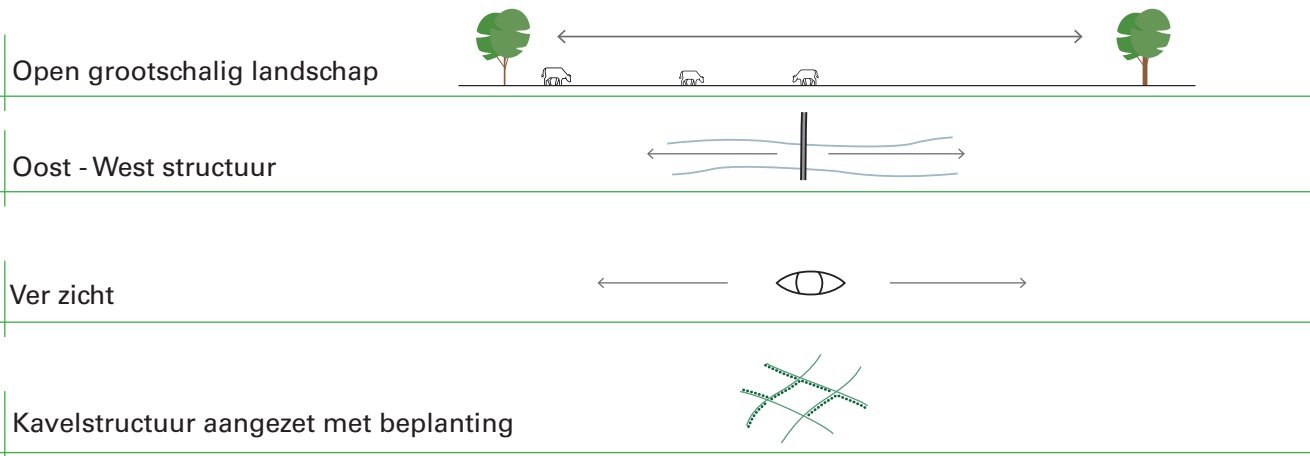 Open grootschalig landschap
Oost - West structuur
Ver zicht
Kavelstructuur aangezet met beplanting